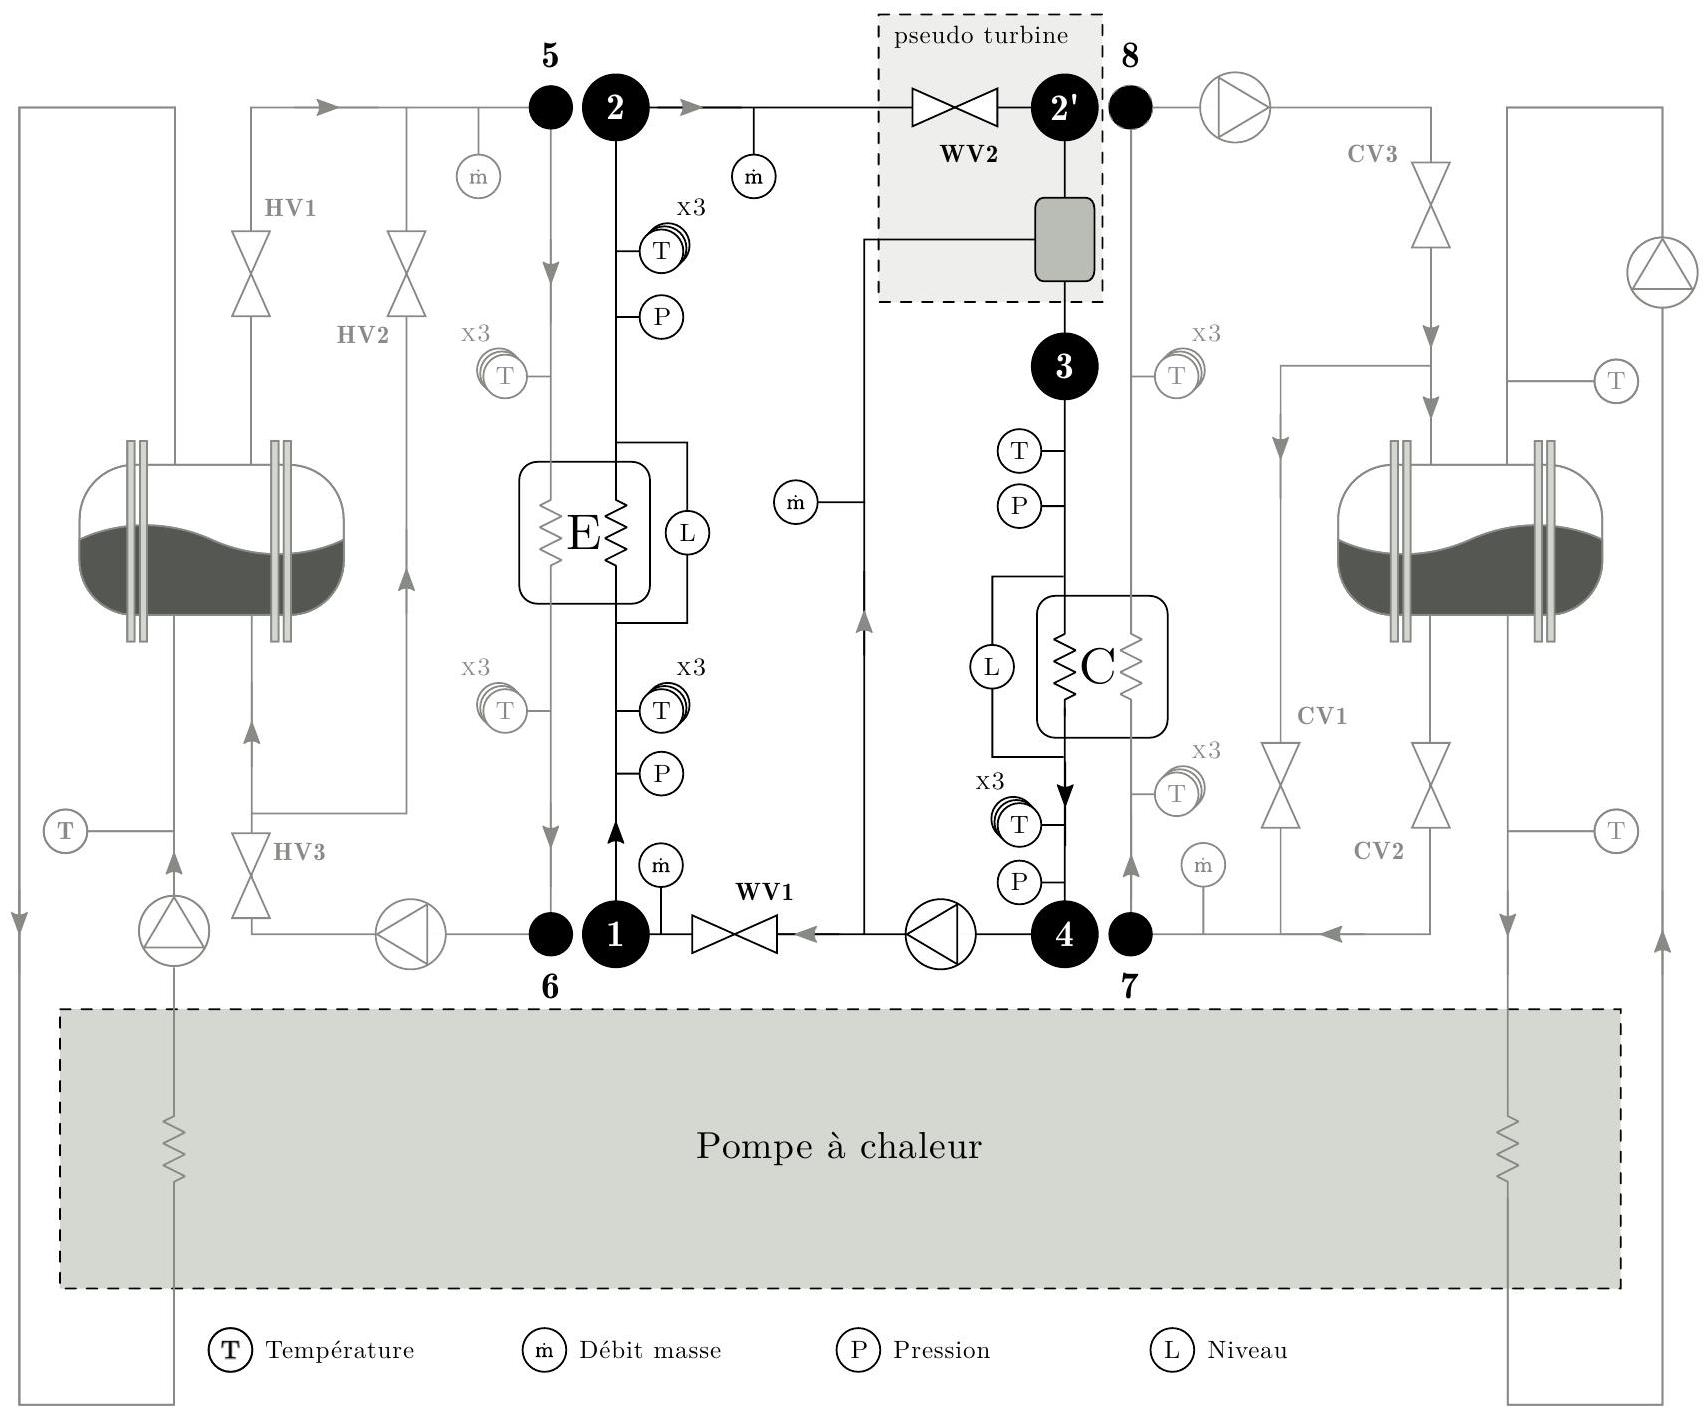 pseudo turbine
5
8
2
2'
WV2
CV3
ṁ
ṁ
HV1
x3
T
HV2
P
x3
x3
T
T
3
T
T
P
ṁ
E
L
x3
x3
T
T
L
C
CV1
P
x3
x3
T
T
T
T
HV3
ṁ
WV1
P
ṁ
CV2
1
4
6
7
Pompe à chaleur
T Température
ṁ Débit masse
P Pression
L Niveau